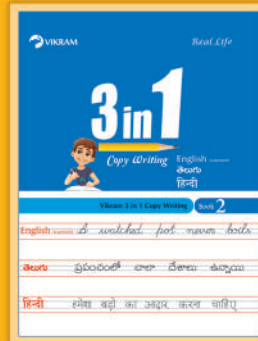 VIKRAM
Real Life
3 in 1
Copy Writing
English
తెలుగు
हिन्दी
Vikram 3 in 1 Copy Writing Book 2
English A watched pot never boils
తెలుగు ప్రపంచంలో చాలా దేశాలు ఉన్నాయి
हिन्दी हमेशा बड़ो का आदर करना चाहिए